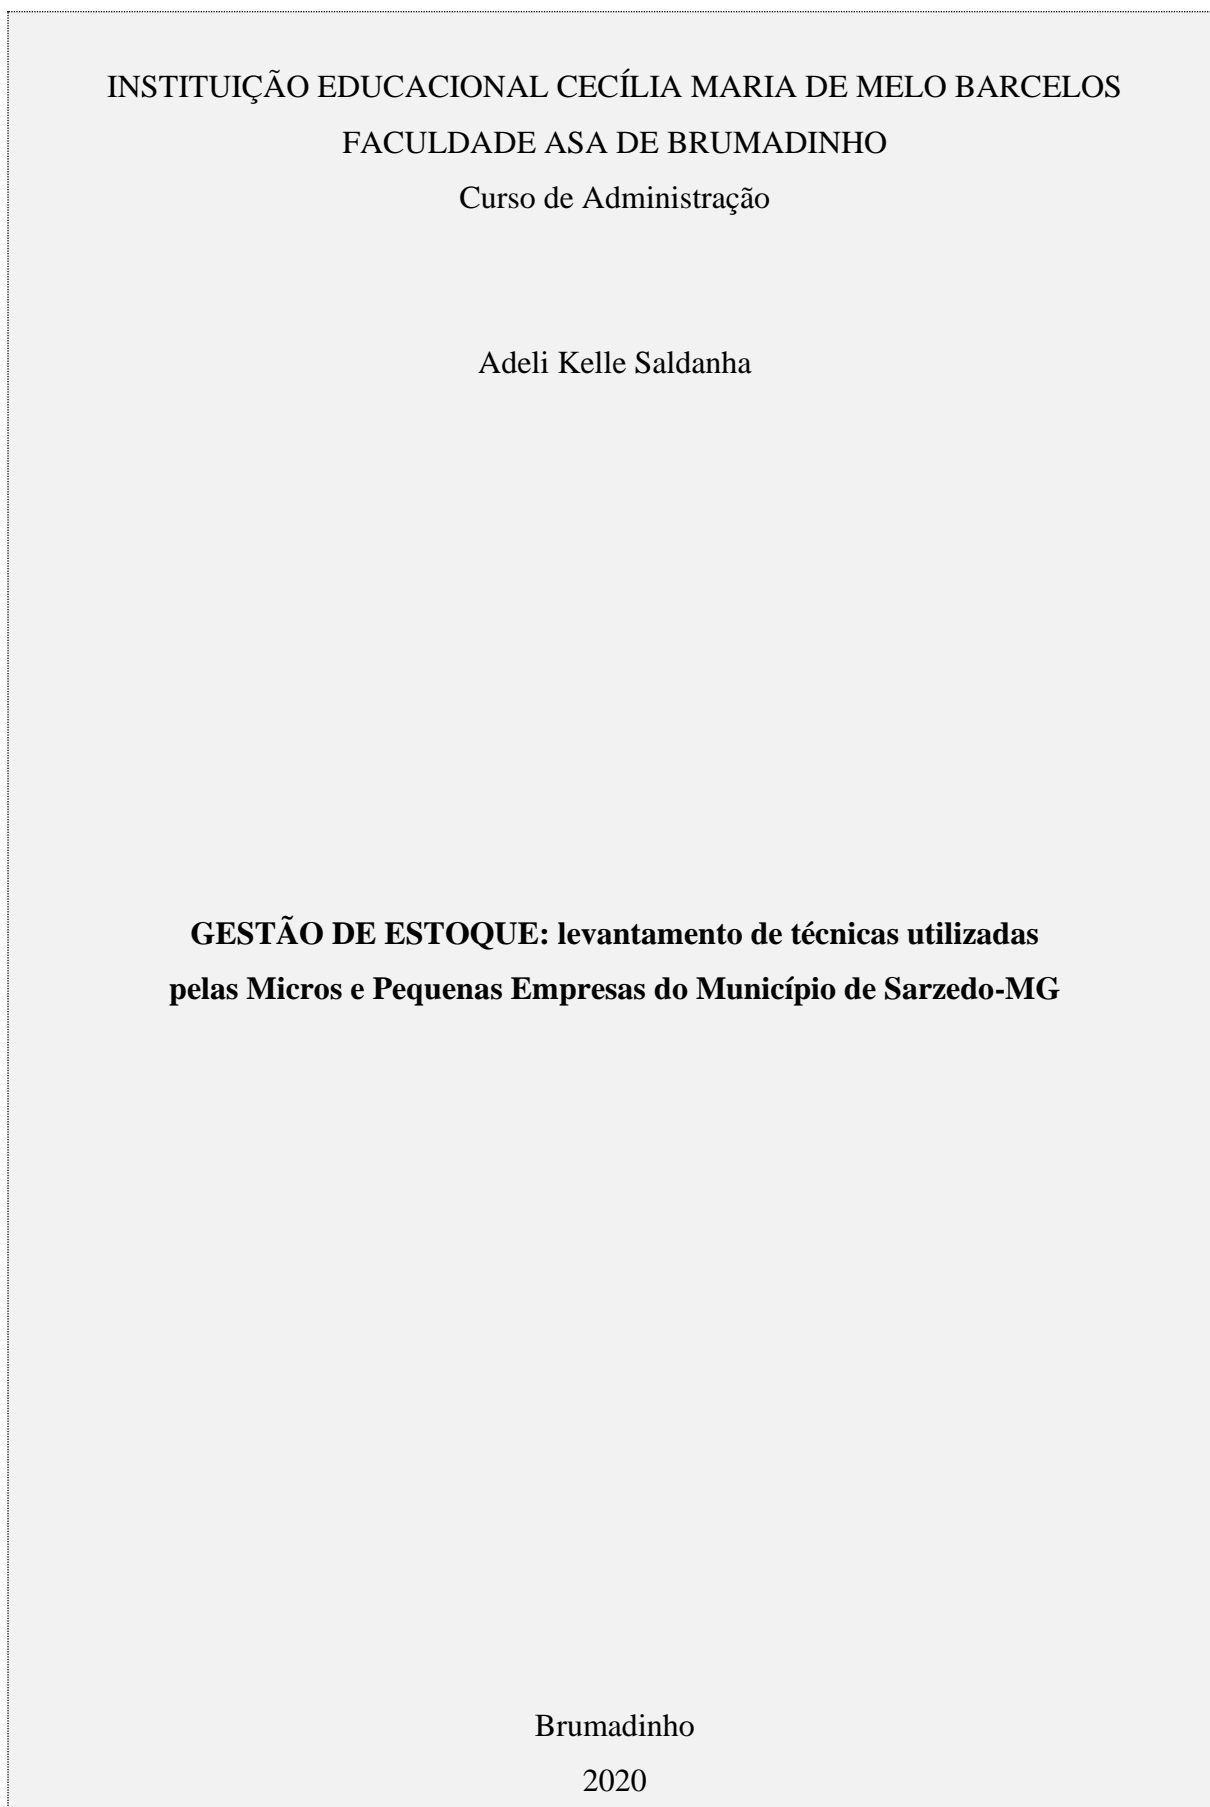 INSTITUIÇÃO EDUCACIONAL CECÍLIA MARIA DE MELO BARCELOS
FACULDADE ASA DE BRUMADINHO
Curso de Administração
Adeli Kelle Saldanha
GESTÃO DE ESTOQUE: levantamento de técnicas utilizadas
pelas Micros e Pequenas Empresas do Município de Sarzedo-MG
Brumadinho
2020